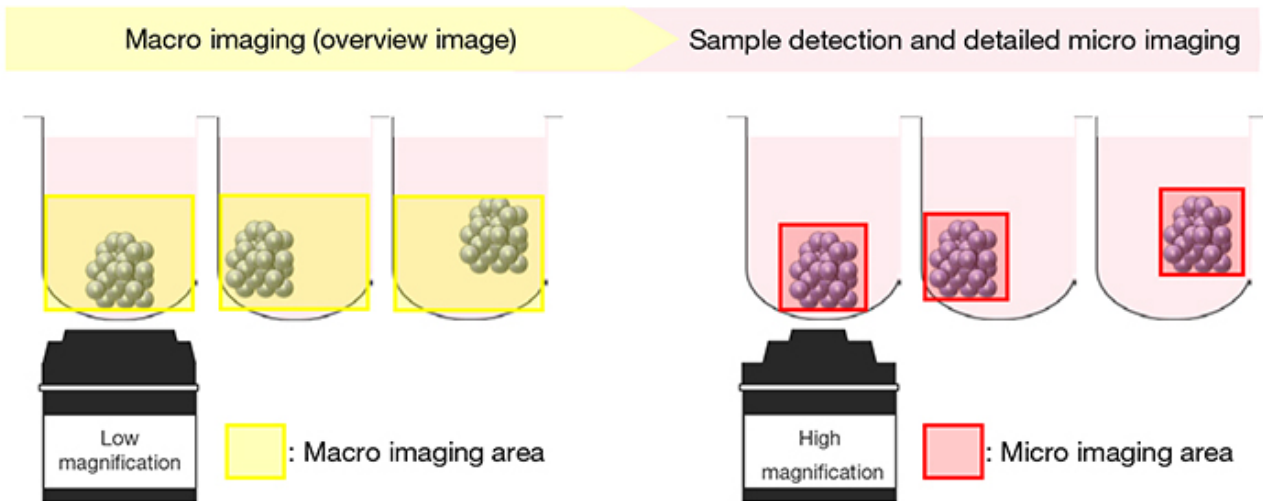 Macro imaging (overview image)
Sample detection and detailed micro imaging
Low
magnification
: Macro imaging area
High
magnification
: Micro imaging area